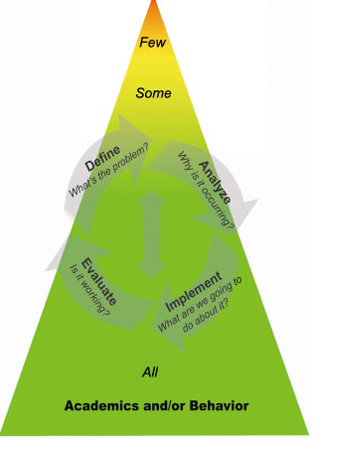 Few
Some
Define
What's the problem?
Analyze
Why is it occurring?
Implement
What are we going to
do about it?
Evaluate
Is it working?
All
Academics and/or Behavior